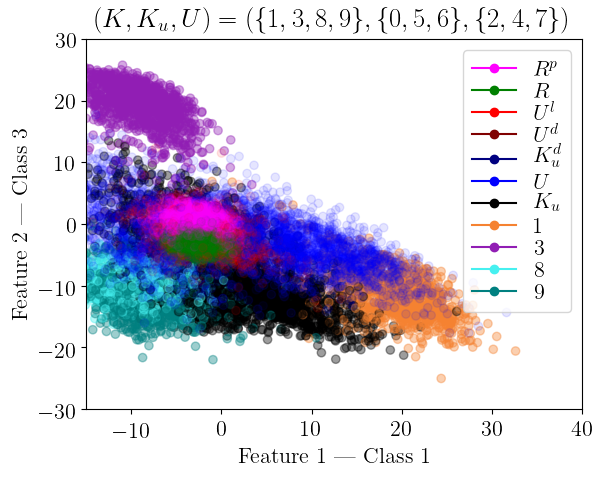 (K, K_u, U) = ({1, 3, 8, 9}, {0, 5, 6}, {2, 4, 7})
30
20
10
0
−10
−20
−30
Feature 2 — Class 3
R^p
R
U^l
U^d
K_u^d
U
K_u
1
3
8
9
−10 0 10 20 30 40
Feature 1 — Class 1